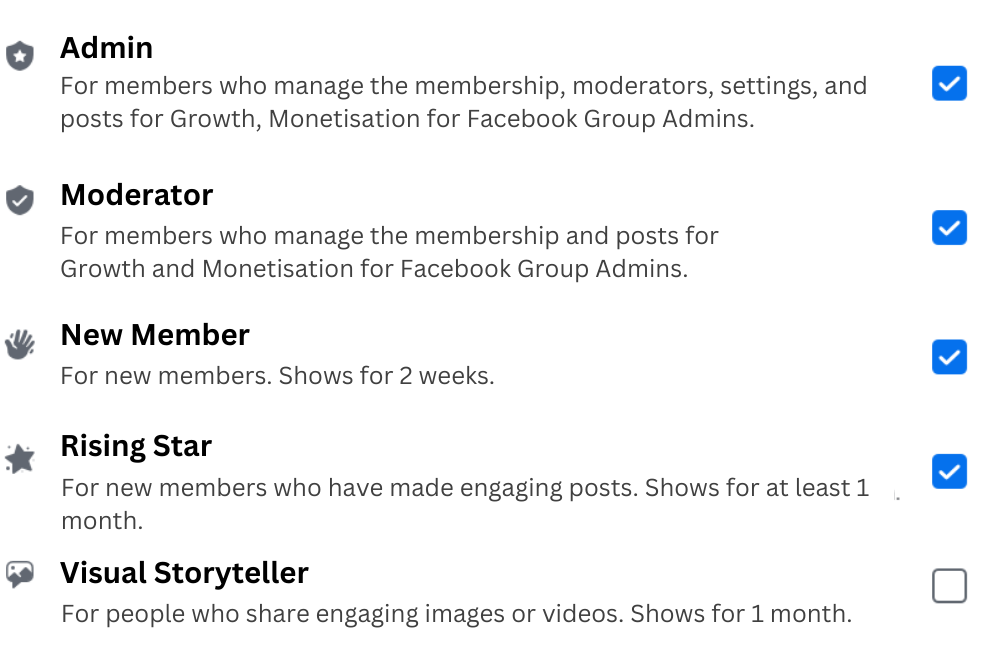 Admin
For members who manage the membership, moderators, settings, and
posts for Growth, Monetisation for Facebook Group Admins.
Moderator
For members who manage the membership and posts for
Growth and Monetisation for Facebook Group Admins.
New Member
For new members. Shows for 2 weeks.
Rising Star
For new members who have made engaging posts. Shows for at least 1
month.
Visual Storyteller
For people who share engaging images or videos. Shows for 1 month.